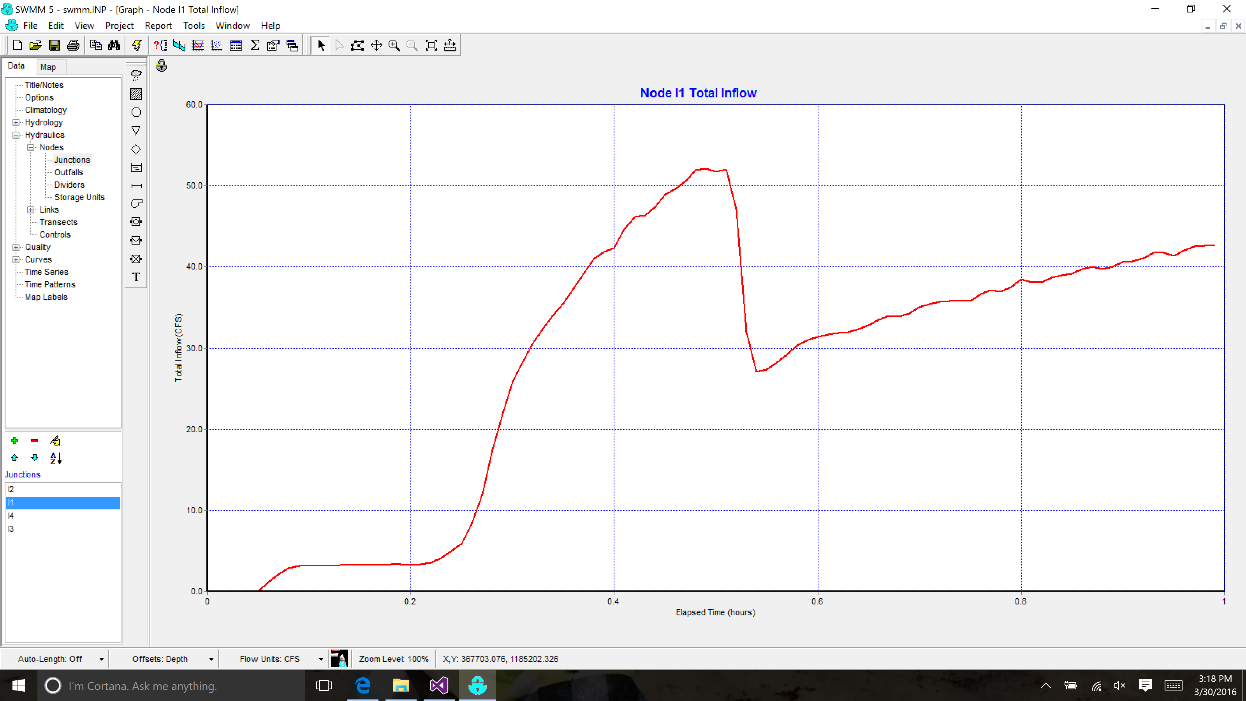 SWMM 5 - swmm.INP - [Graph - Node I1 Total Inflow]
File Edit View Project Report Tools Window Help
Data Map
Title/Notes
Options
Climatology
Hydrology
Hydraulics
Nodes
Junctions
Outfalls
Dividers
Storage Units
Links
Transects
Controls
Quality
Curves
Time Series
Time Patterns
Map Labels
Junctions
I2
I1
I4
I3
Node I1 Total Inflow
60.0
50.0
40.0
30.0
20.0
10.0
0.0
Total Inflow (CFS)
0 0.2 0.4 0.6 0.8 1
Elapsed Time (hours)
Auto-Length: Off Offsets: Depth Flow Units: CFS Zoom Level: 100% X,Y: 367703.076, 1185202.326
I'm Cortana. Ask me anything.
3:18 PM
3/30/2016